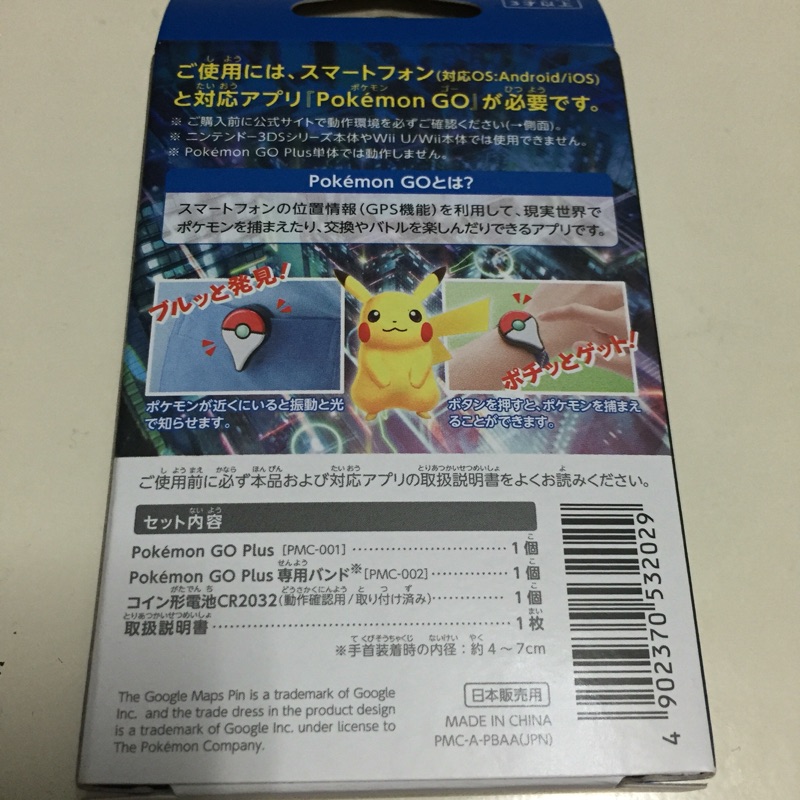 3才以上
ご使用には、スマートフォン(対応OS:Android/iOS)
と対応アプリ『Pokémon GO』が必要です。
※ ご購入前に公式サイトで動作環境を必ずご確認ください(→側面)。
※ ニンテンドー3DSシリーズ本体やWii U/Wii本体では使用できません。
※ Pokémon GO Plus単体では動作しません。
Pokémon GOとは?
スマートフォンの位置情報(GPS機能)を利用して、現実世界で
ポケモンを捕まえたり、交換やバトルを楽しんだりできるアプリです。
ブルッと発見!
ポチッとゲット!
ポケモンが近くにいると振動と光
で知らせます。
ボタンを押すと、ポケモンを捕まえ
ることができます。
ご使用前に必ず本品および対応アプリの取扱説明書をよくお読みください。
セット内容
Pokémon GO Plus [PMC-001] 1個
Pokémon GO Plus 専用バンド※[PMC-002] 1個
コイン形電池CR2032(動作確認用/取り付け済み) 1個
取扱説明書 1枚
※手首装着時の内径:約4~7cm
The Google Maps Pin is a trademark of Google
Inc. and the trade dress in the product design
is a trademark of Google Inc. under license to
The Pokémon Company.
日本販売用
MADE IN CHINA
PMC-A-PBAA(JPN)
4 902370 532029